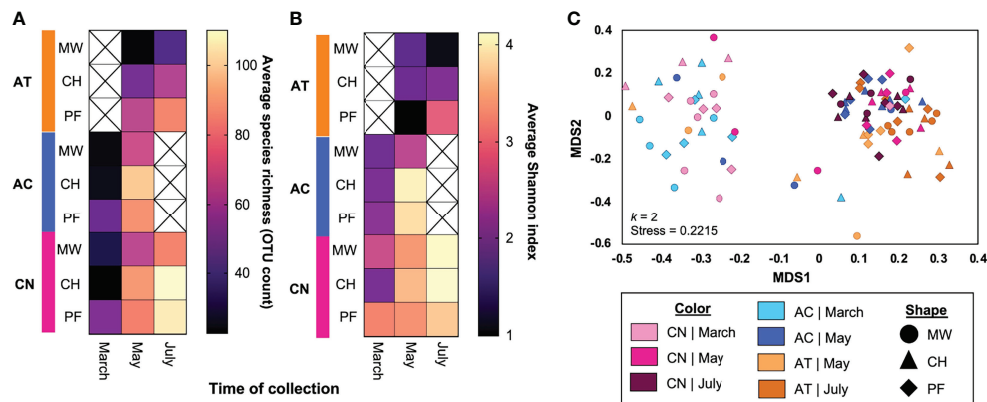 A
AT
MW
CH
PF
AC
MW
CH
PF
CN
MW
CH
PF
March
May
July
100
80
60
40
Average species richness (OTU count)
B
AT
MW
CH
PF
AC
MW
CH
PF
CN
MW
CH
PF
March
May
July
4
3
2
1
Average Shannon index
Time of collection
C
0.4
0.2
0
-0.2
-0.4
-0.6
MDS2
k = 2
Stress = 0.2215
-0.5
-0.4
-0.3
-0.2
-0.1
0
0.1
0.2
0.3
0.4
MDS1
Color
CN | March
CN | May
CN | July
AC | March
AC | May
AT | May
AT | July
Shape
MW
CH
PF